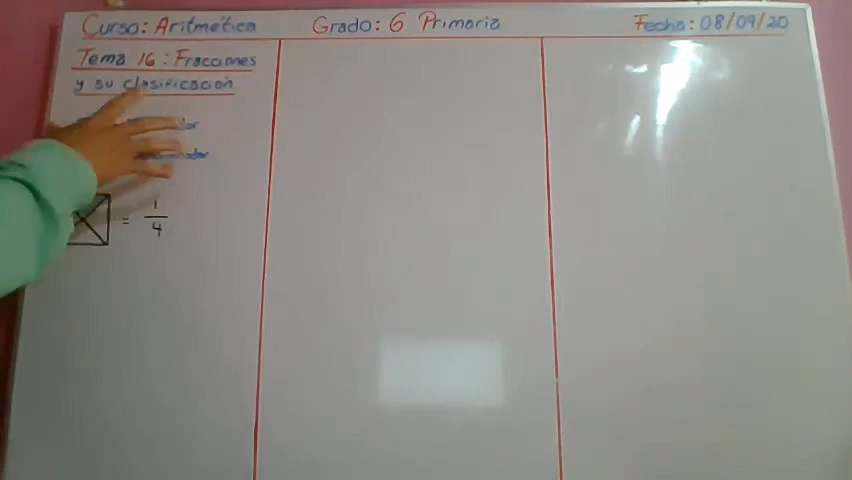 Curso: Aritmética Grado: 6 Primaria Fecha: 08/09/20
Tema 16: Fracciones
y su clasificación
= 1/4